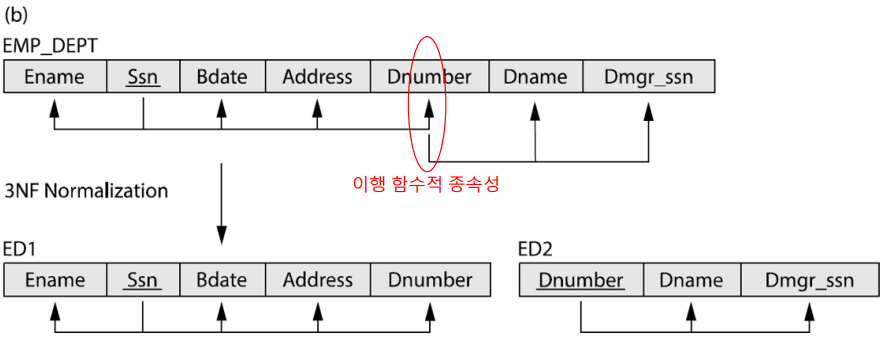 (b)
EMP_DEPT
Ename Ssn Bdate Address Dnumber Dname Dmgr_ssn
이행 함수적 종속성
3NF Normalization
ED1
Ename Ssn Bdate Address Dnumber
ED2
Dnumber Dname Dmgr_ssn